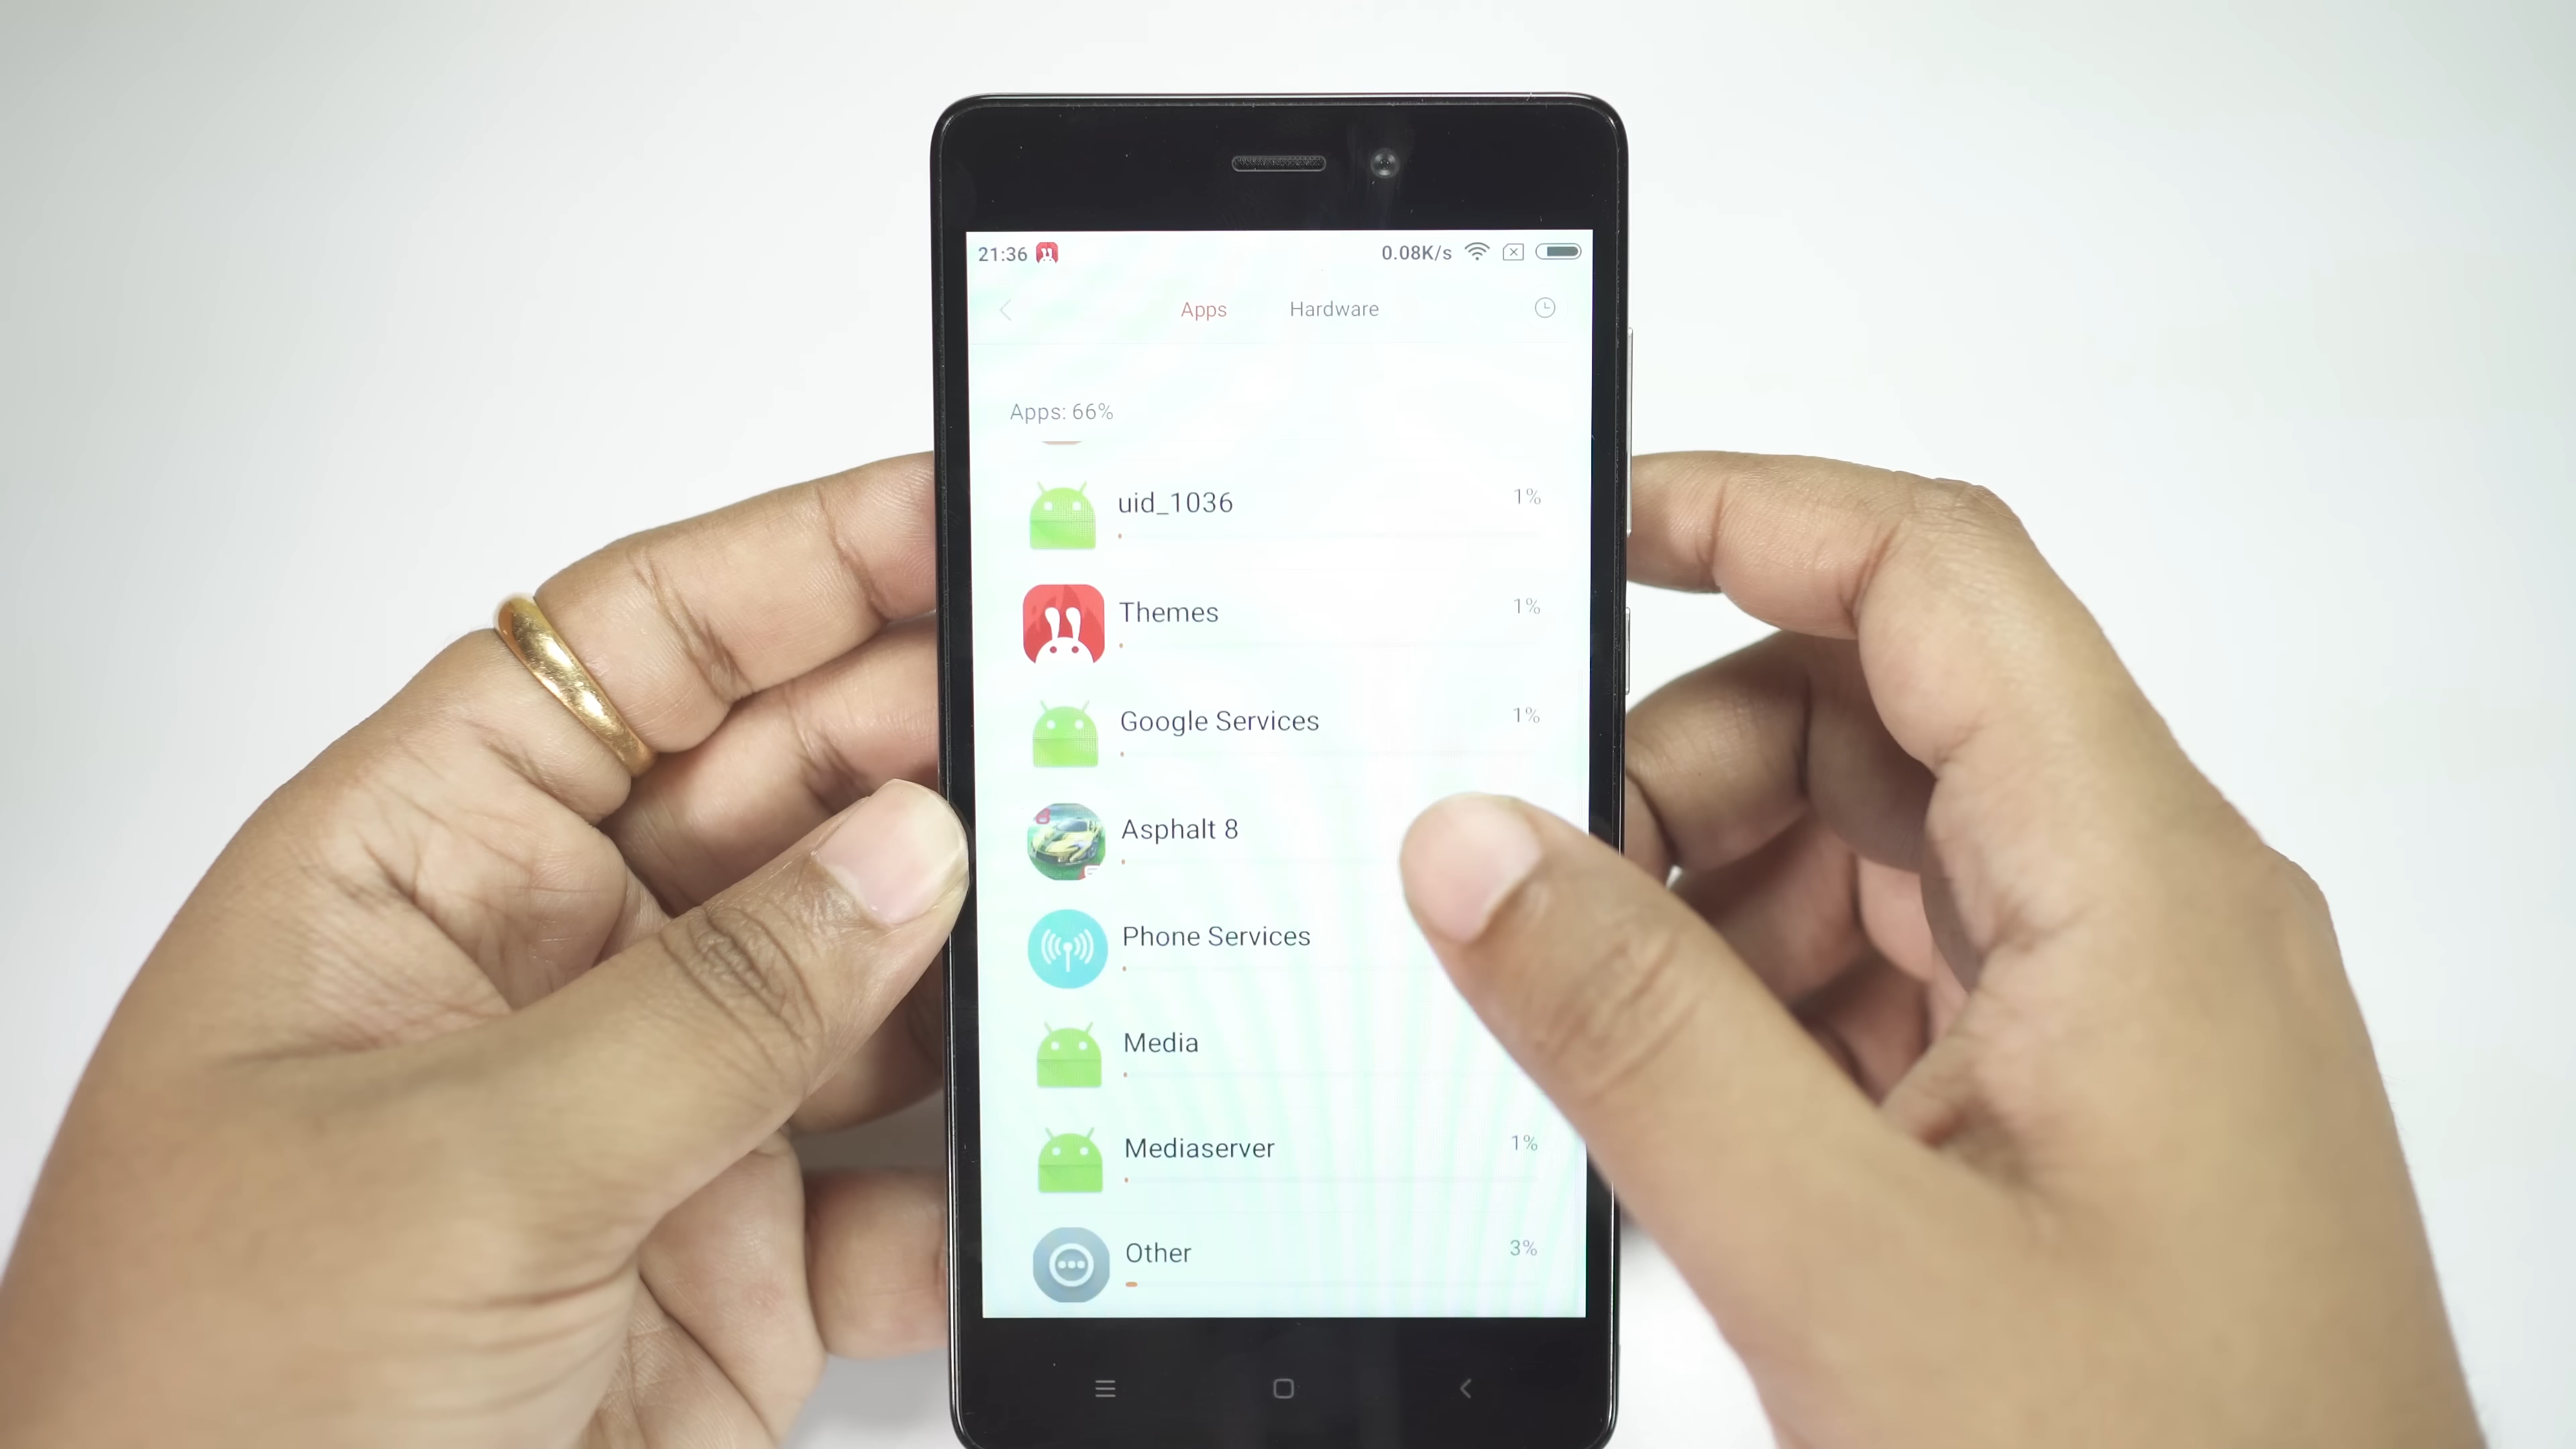 21:36 0.08K/s
Apps Hardware
Apps: 66%
uid_1036 1%
Themes 1%
Google Services 1%
Asphalt 8
Phone Services
Media
Mediaserver 1%
Other 3%